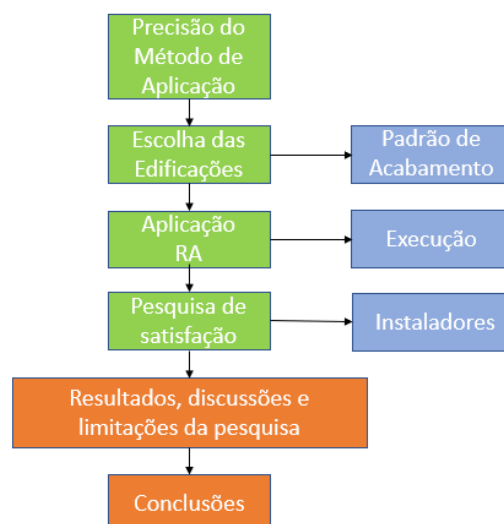 Precisão do
Método de
Aplicação
Escolha das
Edificações
Padrão de
Acabamento
Aplicação
RA
Execução
Pesquisa de
satisfação
Instaladores
Resultados, discussões e
limitações da pesquisa
Conclusões